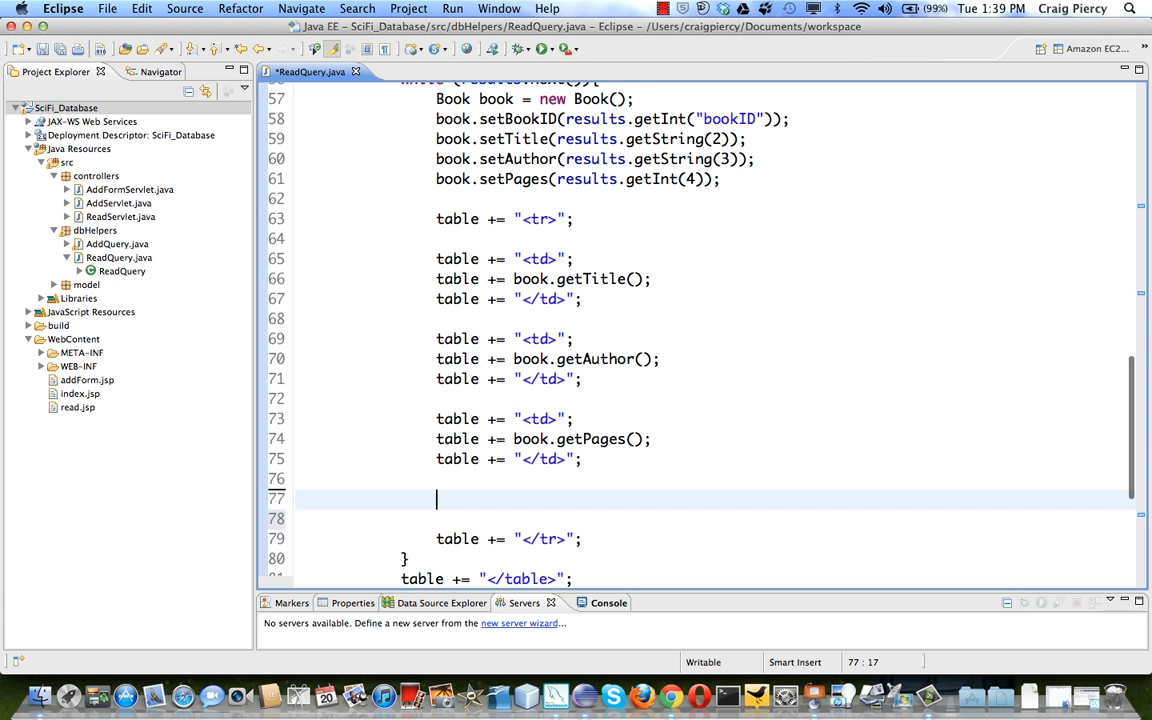 Eclipse File Edit Source Refactor Navigate Search Project Run Window Help (99%) Tue 1:39 PM Craig Piercy
Java EE – SciFi_Database/src/dbHelpers/ReadQuery.java – Eclipse – /Users/craigpiercy/Documents/workspace
Amazon EC2...
Project Explorer Navigator
*ReadQuery.java
SciFi_Database
JAX-WS Web Services
Deployment Descriptor: SciFi_Database
Java Resources
src
controllers
AddFormServlet.java
AddServlet.java
ReadServlet.java
dbHelpers
AddQuery.java
ReadQuery.java
ReadQuery
model
Libraries
JavaScript Resources
build
WebContent
META-INF
WEB-INF
addForm.jsp
index.jsp
read.jsp
while (results.next()){
57 Book book = new Book();
58 book.setBookID(results.getInt("bookID"));
59 book.setTitle(results.getString(2));
60 book.setAuthor(results.getString(3));
61 book.setPages(results.getInt(4));
62
63 table += "<tr>";
64
65 table += "<td>";
66 table += book.getTitle();
67 table += "</td>";
68
69 table += "<td>";
70 table += book.getAuthor();
71 table += "</td>";
72
73 table += "<td>";
74 table += book.getPages();
75 table += "</td>";
76
77
78
79 table += "</tr>";
80 }
81 table += "</table>";
Markers Properties Data Source Explorer Servers Console
No servers available. Define a new server from the new server wizard...
Writable Smart Insert 77 : 17